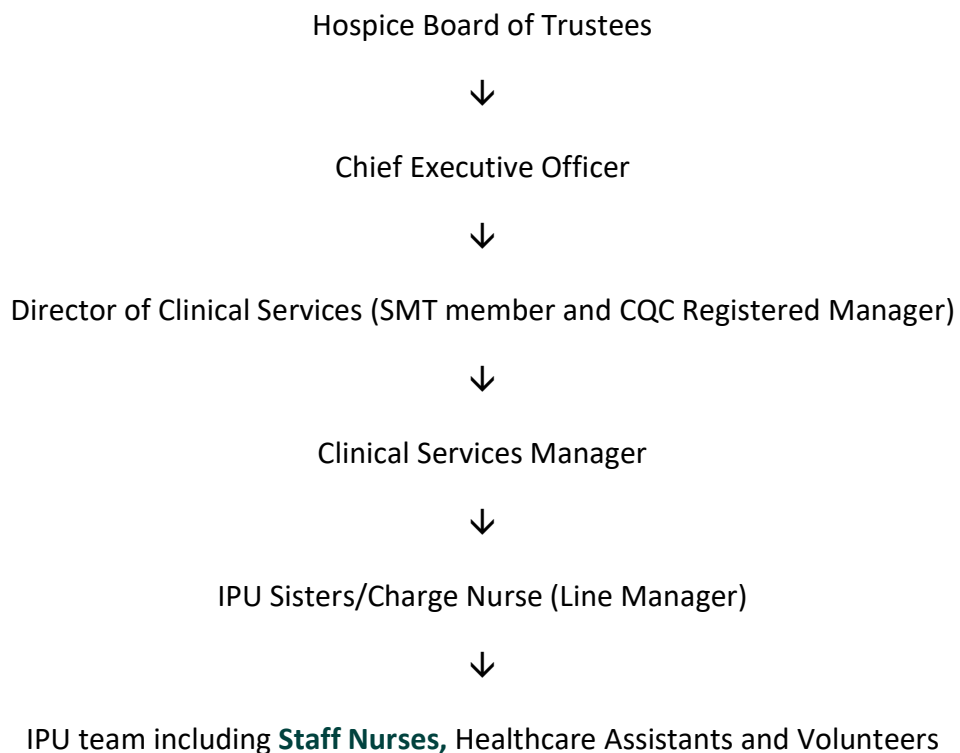 Hospice Board of Trustees
↓
Chief Executive Officer
↓
Director of Clinical Services (SMT member and CQC Registered Manager)
↓
Clinical Services Manager
↓
IPU Sisters/Charge Nurse (Line Manager)
↓
IPU team including Staff Nurses, Healthcare Assistants and Volunteers